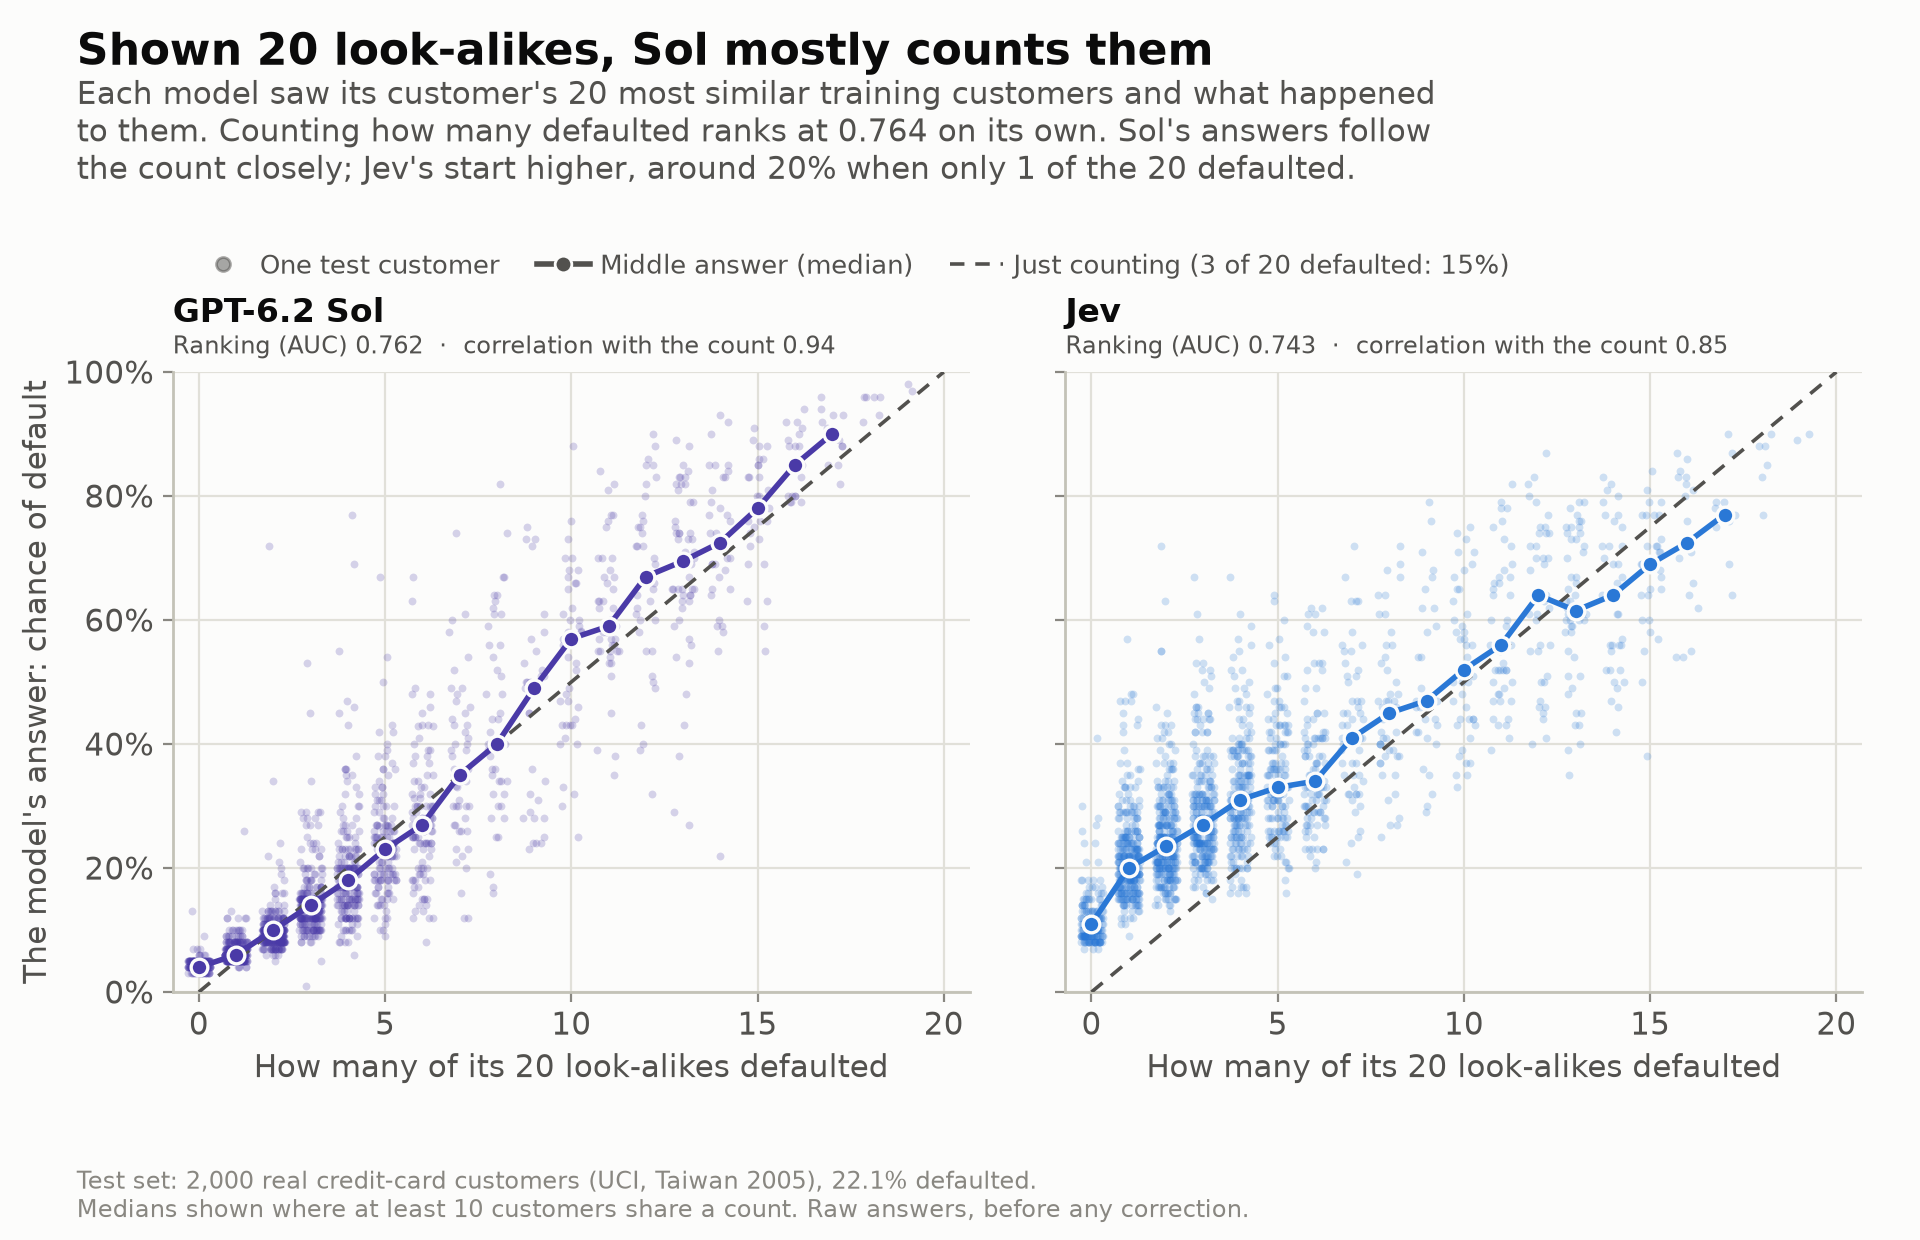 Shown 20 look-alikes, Sol mostly counts them
Each model saw its customer's 20 most similar training customers and what happened
to them. Counting how many defaulted ranks at 0.764 on its own. Sol's answers follow
the count closely; Jev's start higher, around 20% when only 1 of the 20 defaulted.
One test customer
Middle answer (median)
Just counting (3 of 20 defaulted: 15%)
GPT-6.2 Sol
Ranking (AUC) 0.762 · correlation with the count 0.94
The model's answer: chance of default
100%
80%
60%
40%
20%
0%
0 5 10 15 20
How many of its 20 look-alikes defaulted
Jev
Ranking (AUC) 0.743 · correlation with the count 0.85
0 5 10 15 20
How many of its 20 look-alikes defaulted
Test set: 2,000 real credit-card customers (UCI, Taiwan 2005), 22.1% defaulted.
Medians shown where at least 10 customers share a count. Raw answers, before any correction.